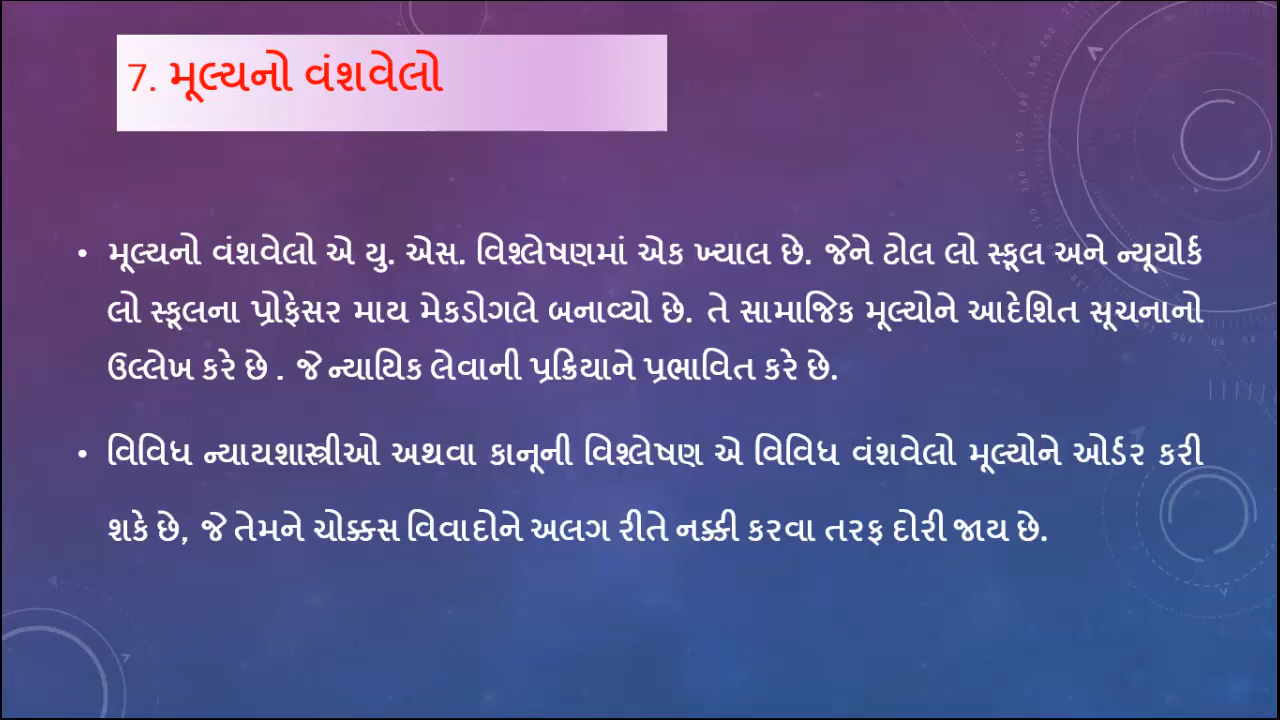 7. મૂલ્યનો વંશવેલો
• મૂલ્યનો વંશવેલો એ યુ. એસ. વિશ્લેષણમાં એક ખ્યાલ છે. જેને ટોલ લો સ્કૂલ અને ન્યૂયોર્ક
લો સ્કૂલના પ્રોફેસર માય મેકડોગલે બનાવ્યો છે. તે સામાજિક મૂલ્યોને આદેશિત સૂચનાનો
ઉલ્લેખ કરે છે . જે ન્યાયિક લેવાની પ્રક્રિયાને પ્રભાવિત કરે છે.
• વિવિધ ન્યાયશાસ્ત્રીઓ અથવા કાનૂની વિશ્લેષણ એ વિવિધ વંશવેલો મૂલ્યોને ઓર્ડર કરી
શકે છે, જે તેમને ચોક્કસ વિવાદોને અલગ રીતે નક્કી કરવા તરફ દોરી જાય છે.